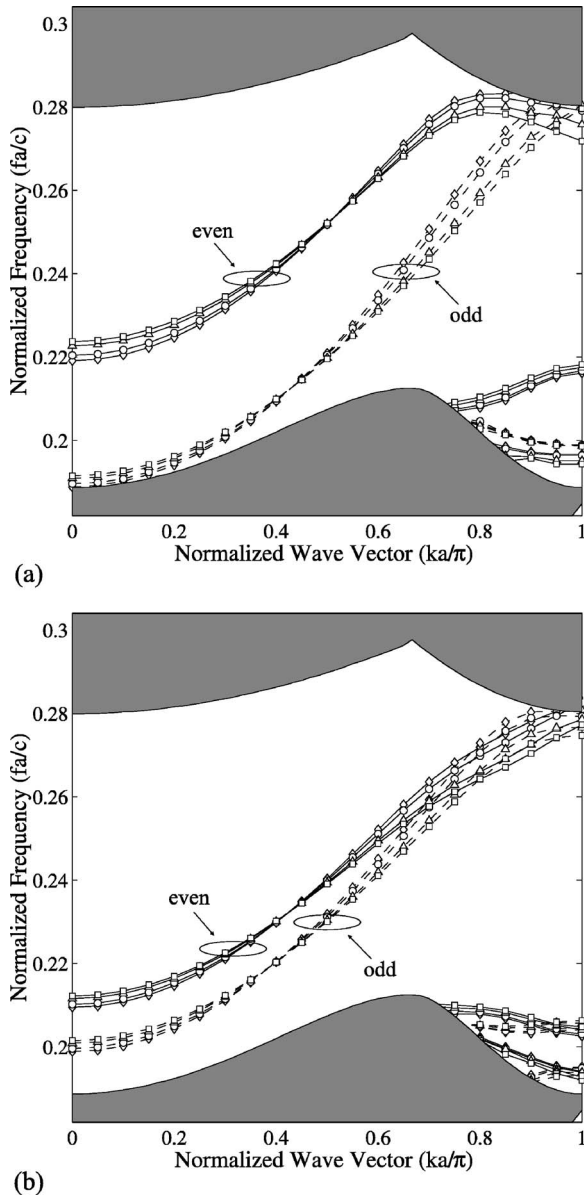 0.3
0.28
0.26
0.24
0.22
0.2
Normalized Frequency (fa/c)
even
odd
0
0.2
0.4
0.6
0.8
1
Normalized Wave Vector (ka/π)
(a)
0.3
0.28
0.26
0.24
0.22
0.2
Normalized Frequency (fa/c)
even
odd
0
0.2
0.4
0.6
0.8
1
Normalized Wave Vector (ka/π)
(b)